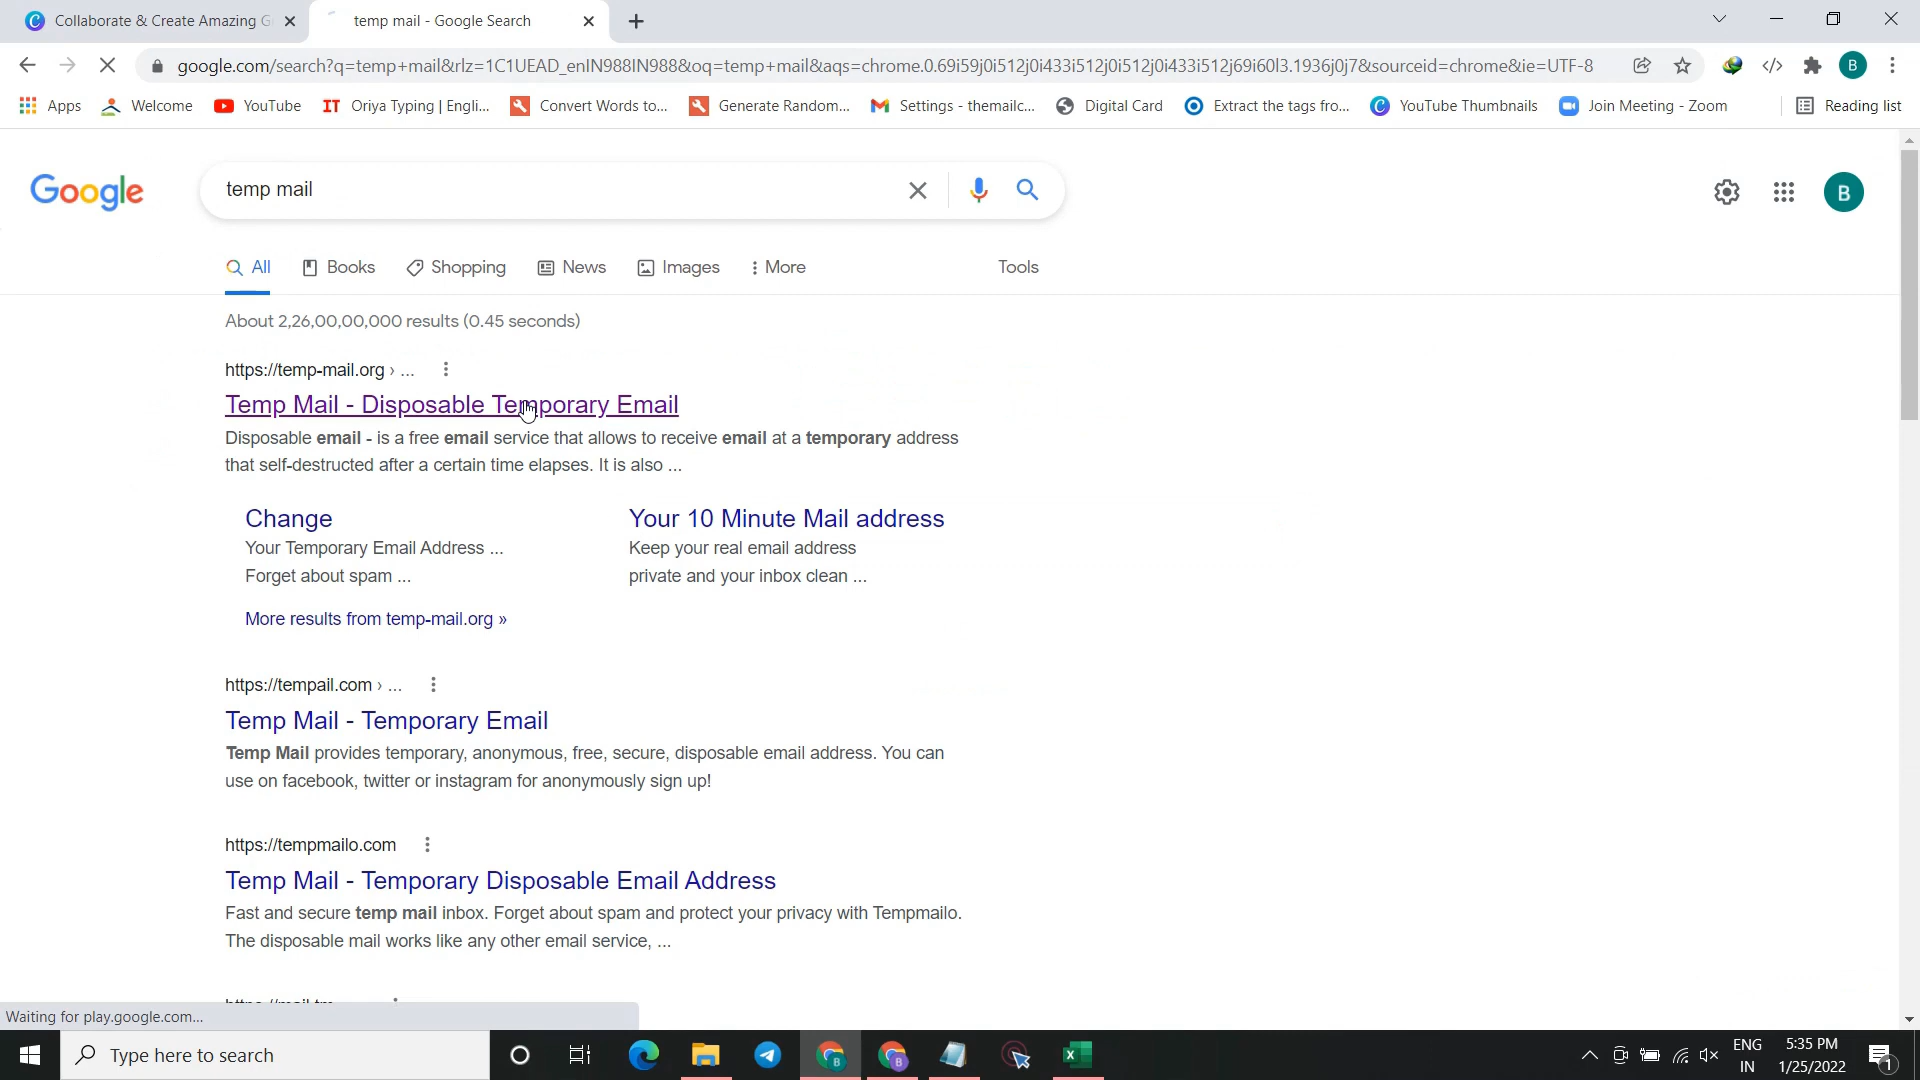 Collaborate & Create Amazing G
temp mail - Google Search
google.com/search?q=temp+mail&rlz=1C1UEAD_enIN988IN988&oq=temp+mail&aqs=chrome.0.69i59j0i512j0i433i512j0i512j0i433i512j69i60l3.1936j0j7&sourceid=chrome&ie=UTF-8
B
Apps Welcome YouTube IT Oriya Typing | Engli... Convert Words to... Generate Random... Settings - themailc... Digital Card Extract the tags fro... YouTube Thumbnails Join Meeting - Zoom Reading list
Google
temp mail
B
All Books Shopping News Images More Tools
About 2,26,00,00,000 results (0.45 seconds)
https://temp-mail.org › ...
Temp Mail - Disposable Temporary Email
Disposable email - is a free email service that allows to receive email at a temporary address
that self-destructed after a certain time elapses. It is also ...
Change
Your Temporary Email Address ...
Forget about spam ...
Your 10 Minute Mail address
Keep your real email address
private and your inbox clean ...
More results from temp-mail.org »
https://tempail.com › ...
Temp Mail - Temporary Email
Temp Mail provides temporary, anonymous, free, secure, disposable email address. You can
use on facebook, twitter or instagram for anonymously sign up!
https://tempmailo.com
Temp Mail - Temporary Disposable Email Address
Fast and secure temp mail inbox. Forget about spam and protect your privacy with Tempmailo.
The disposable mail works like any other email service, ...
Waiting for play.google.com...
Type here to search
ENG
IN
5:35 PM
1/25/2022
1